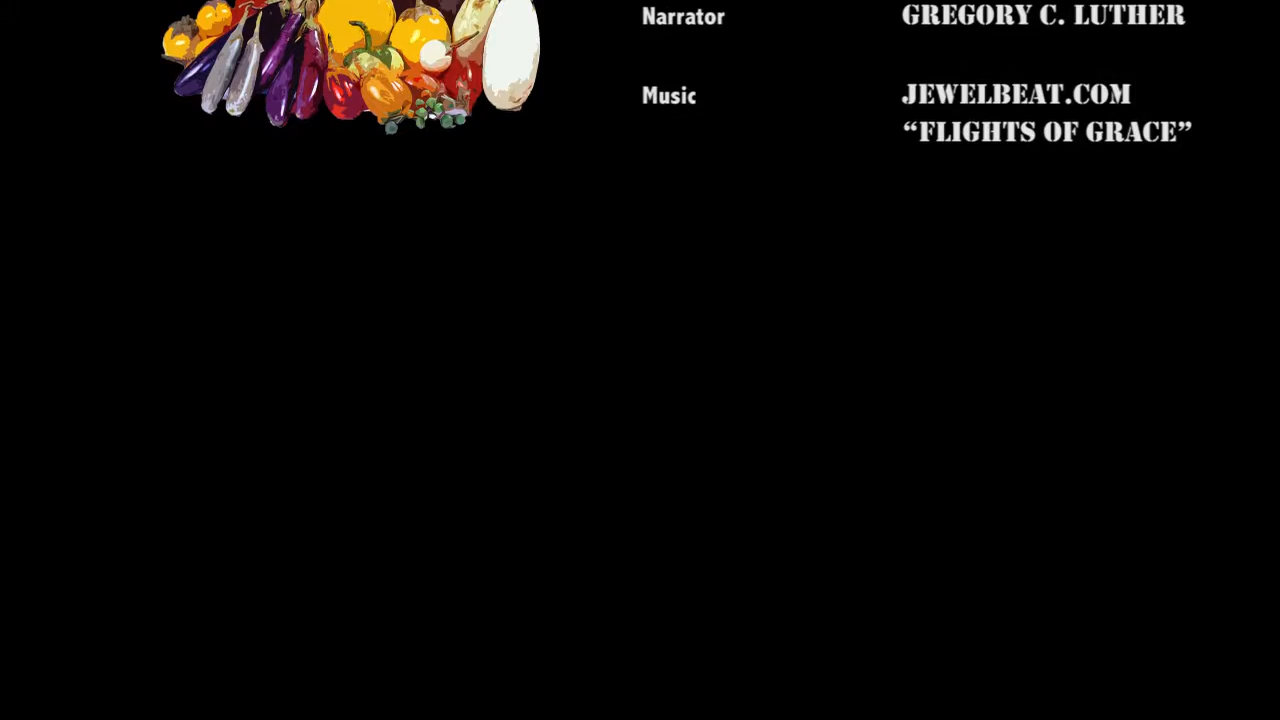 Narrator GREGORY C. LUTHER
Music JEWELBEAT.COM
“FLIGHTS OF GRACE”